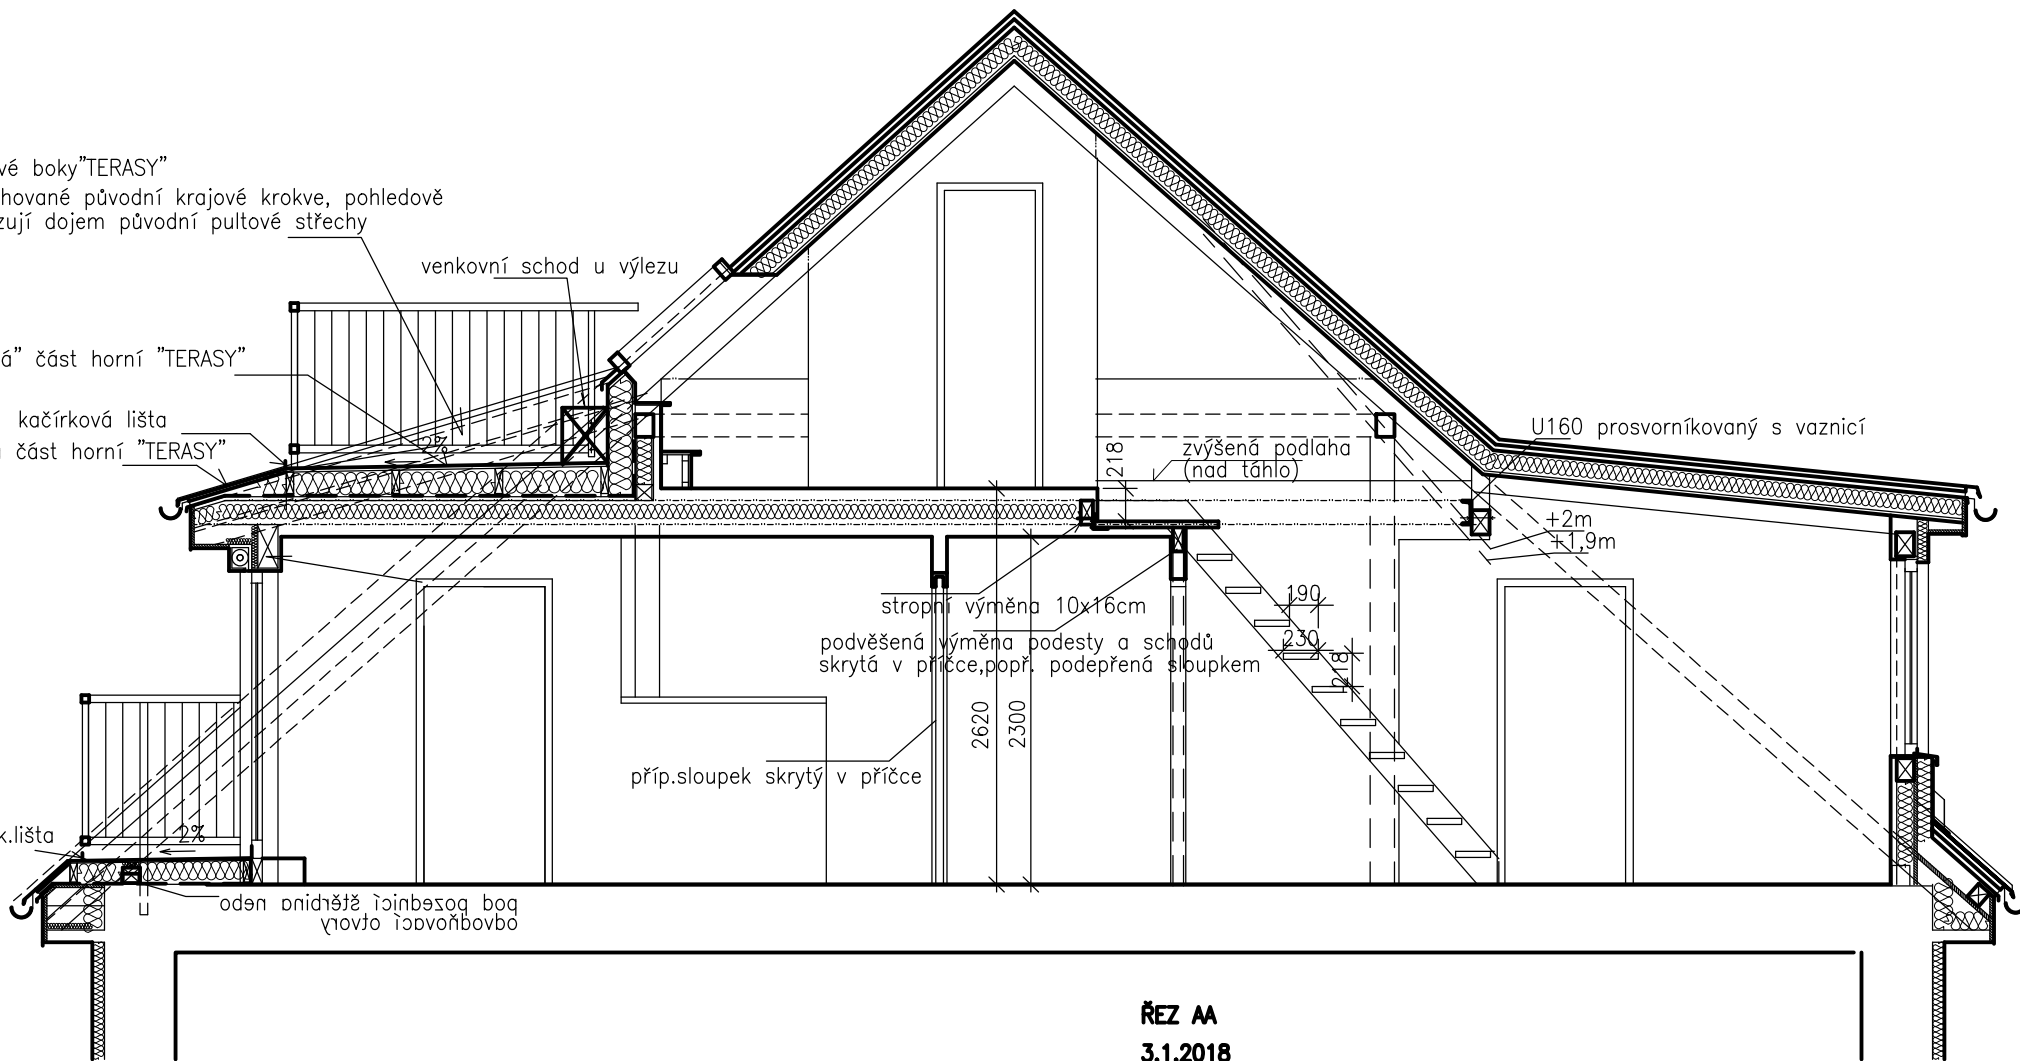 vé boky"TERASY"
hované původní krajové krokve, pohledově
zují dojem původní pultové střechy
venkovní schod u výlezu
á" část horní "TERASY"
kačírková lišta
část horní "TERASY"
2%
218
zvýšená podlaha
(nad táhlo)
U160 prosvorníkovaný s vaznicí
+2m
+1,9m
stropní výměna 10x16cm
190
podvěšená výměna podesty a schodů
skrytá v příčce,popř. podepřená sloupkem
230
218
2620
2300
příp.sloupek skrytý v příčce
k.lišta
2%
pod pozednicí štěrbina nebo
odvodňovací otvory
ŘEZ AA
3.1.2018